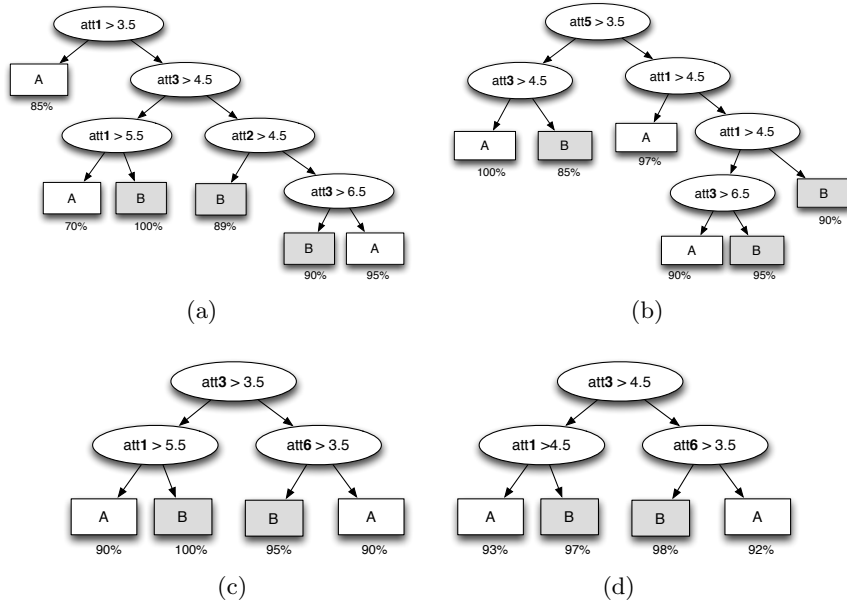 att1 > 3.5
A
85%
att3 > 4.5
att1 > 5.5
att2 > 4.5
A
70%
B
100%
B
89%
att3 > 6.5
B
90%
A
95%
(a)
att5 > 3.5
att3 > 4.5
att1 > 4.5
A
100%
B
85%
A
97%
att1 > 4.5
att3 > 6.5
B
90%
A
90%
B
95%
(b)
att3 > 3.5
att1 > 5.5
att6 > 3.5
A
90%
B
100%
B
95%
A
90%
(c)
att3 > 4.5
att1 >4.5
att6 > 3.5
A
93%
B
97%
B
98%
A
92%
(d)